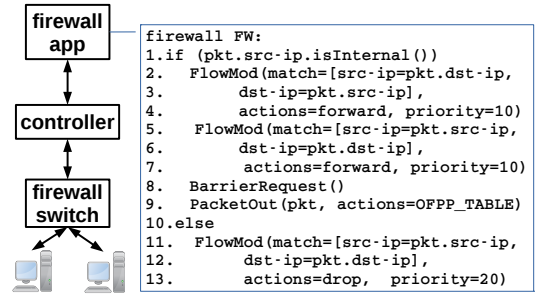 firewall
app
controller
firewall
switch
firewall FW:
1.if (pkt.src-ip.isInternal())
2. FlowMod(match=[src-ip=pkt.dst-ip,
3. dst-ip=pkt.src-ip],
4. actions=forward, priority=10)
5. FlowMod(match=[src-ip=pkt.src-ip,
6. dst-ip=pkt.dst-ip],
7. actions=forward, priority=10)
8. BarrierRequest()
9. PacketOut(pkt, actions=OFPP_TABLE)
10.else
11. FlowMod(match=[src-ip=pkt.src-ip,
12. dst-ip=pkt.dst-ip],
13. actions=drop, priority=20)